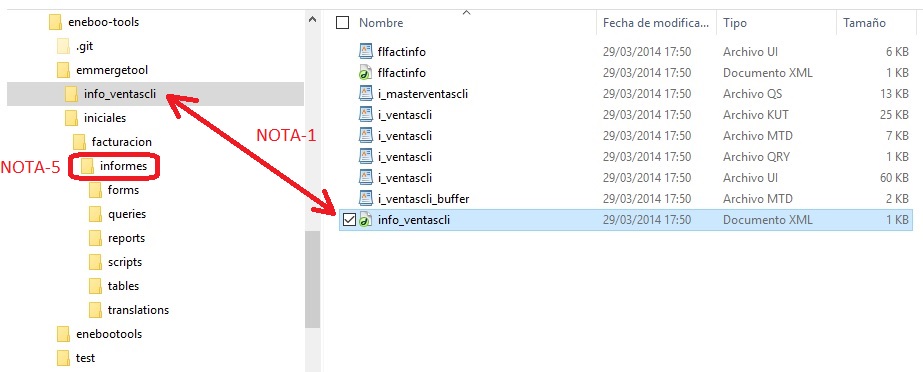 eneboo-tools
.git
emmergetool
info_ventascli
iniciales
facturacion
informes
forms
queries
reports
scripts
tables
translations
enebootools
test
NOTA-5
NOTA-1
Nombre Fecha de modifica... Tipo Tamaño
flfactinfo 29/03/2014 17:50 Archivo UI 6 KB
flfactinfo 29/03/2014 17:50 Documento XML 1 KB
i_masterventascli 29/03/2014 17:50 Archivo QS 13 KB
i_ventascli 29/03/2014 17:50 Archivo KUT 25 KB
i_ventascli 29/03/2014 17:50 Archivo MTD 7 KB
i_ventascli 29/03/2014 17:50 Archivo QRY 1 KB
i_ventascli 29/03/2014 17:50 Archivo UI 60 KB
i_ventascli_buffer 29/03/2014 17:50 Archivo MTD 2 KB
info_ventascli 29/03/2014 17:50 Documento XML 1 KB